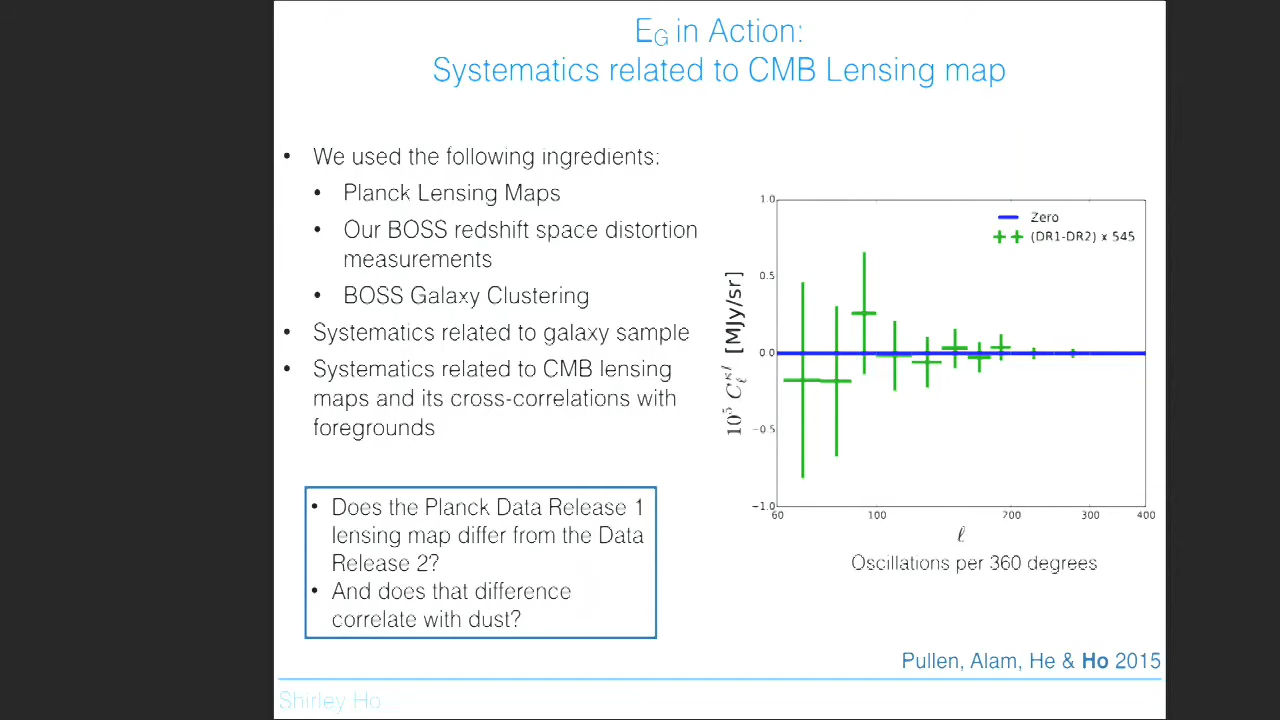 E_G in Action:
Systematics related to CMB Lensing map
• We used the following ingredients:
• Planck Lensing Maps
• Our BOSS redshift space distortion
measurements
• BOSS Galaxy Clustering
• Systematics related to galaxy sample
• Systematics related to CMB lensing
maps and its cross-correlations with
foregrounds
• Does the Planck Data Release 1
lensing map differ from the Data
Release 2?
• And does that difference
correlate with dust?
10^5 C_ℓ^{κI} [MJy/sr]
1.0
0.5
0.0
−0.5
−1.0
Zero
(DR1-DR2) x 545
60 100 200 300 400
ℓ
Oscillations per 360 degrees
Pullen, Alam, He & Ho 2015
Shirley Ho